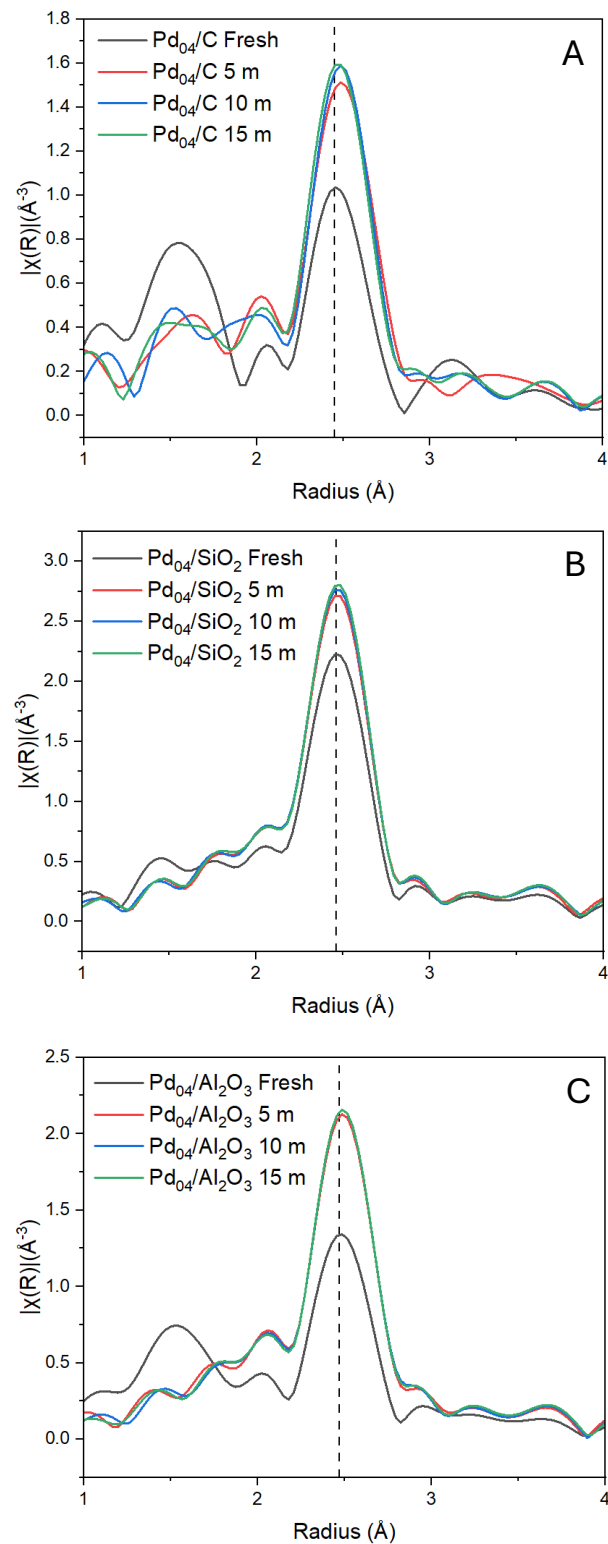 A
Pd₀₄/C Fresh
Pd₀₄/C 5 m
Pd₀₄/C 10 m
Pd₀₄/C 15 m
|χ(R)|(Å⁻³)
1.8
1.6
1.4
1.2
1.0
0.8
0.6
0.4
0.2
0.0
1 2 3 4
Radius (Å)
B
Pd₀₄/SiO₂ Fresh
Pd₀₄/SiO₂ 5 m
Pd₀₄/SiO₂ 10 m
Pd₀₄/SiO₂ 15 m
|χ(R)|(Å⁻³)
3.0
2.5
2.0
1.5
1.0
0.5
0.0
1 2 3 4
Radius (Å)
C
Pd₀₄/Al₂O₃ Fresh
Pd₀₄/Al₂O₃ 5 m
Pd₀₄/Al₂O₃ 10 m
Pd₀₄/Al₂O₃ 15 m
|χ(R)|(Å⁻³)
2.5
2.0
1.5
1.0
0.5
0.0
1 2 3 4
Radius (Å)